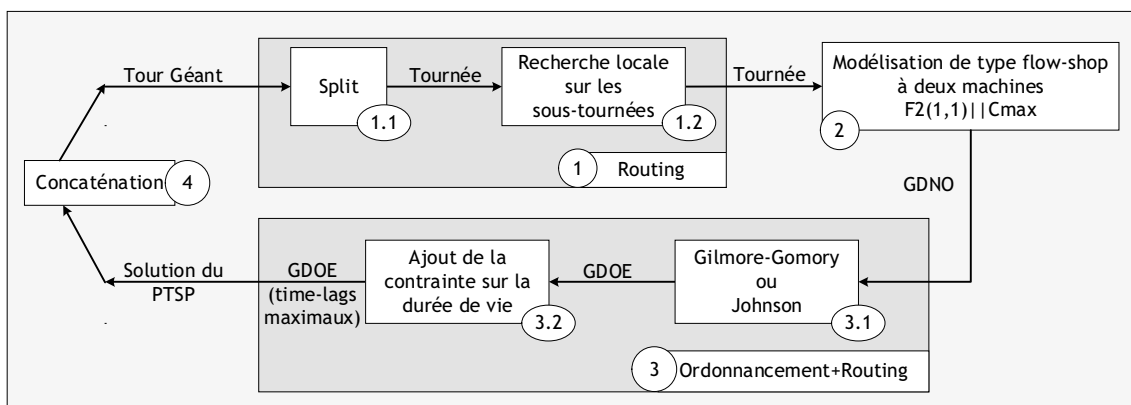 Tour Géant
Split
1.1
Tournée
Recherche locale
sur les
sous-tournées
1.2
Tournée
Modélisation de type flow-shop
à deux machines
F2(1,1)||Cmax
2
1
Routing
Concaténation
4
GDNO
Solution du
PTSP
GDOE
(time-lags
maximaux)
Ajout de la
contrainte sur la
durée de vie
3.2
GDOE
Gilmore-Gomory
ou
Johnson
3.1
3
Ordonnancement+Routing